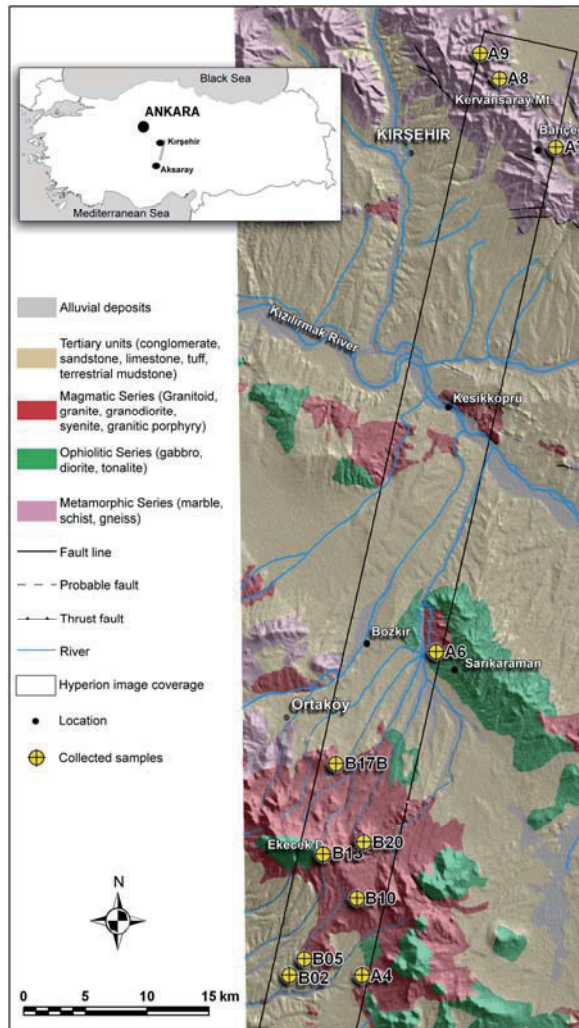 Black Sea
ANKARA
Kırşehir
Aksaray
Mediterranean Sea
A9
A8
Kervansaray Mt.
KIRŞEHİR
Kızılırmak River
Kesikköprü
Bozkır
A6
Sarıkaraman
Ortaköy
B17B
B20
Ekecek
B13
B10
B05
B02
A4
Alluvial deposits
Tertiary units (conglomerate,
sandstone, limestone, tuff,
terrestrial mudstone)
Magmatic Series (Granitoid,
granite, granodiorite,
syenite, granitic porphyry)
Ophiolitic Series (gabbro,
diorite, tonalite)
Metamorphic Series (marble,
schist, gneiss)
Fault line
Probable fault
Thrust fault
River
Hyperion image coverage
Location
Collected samples
N
0 5 10 15 km